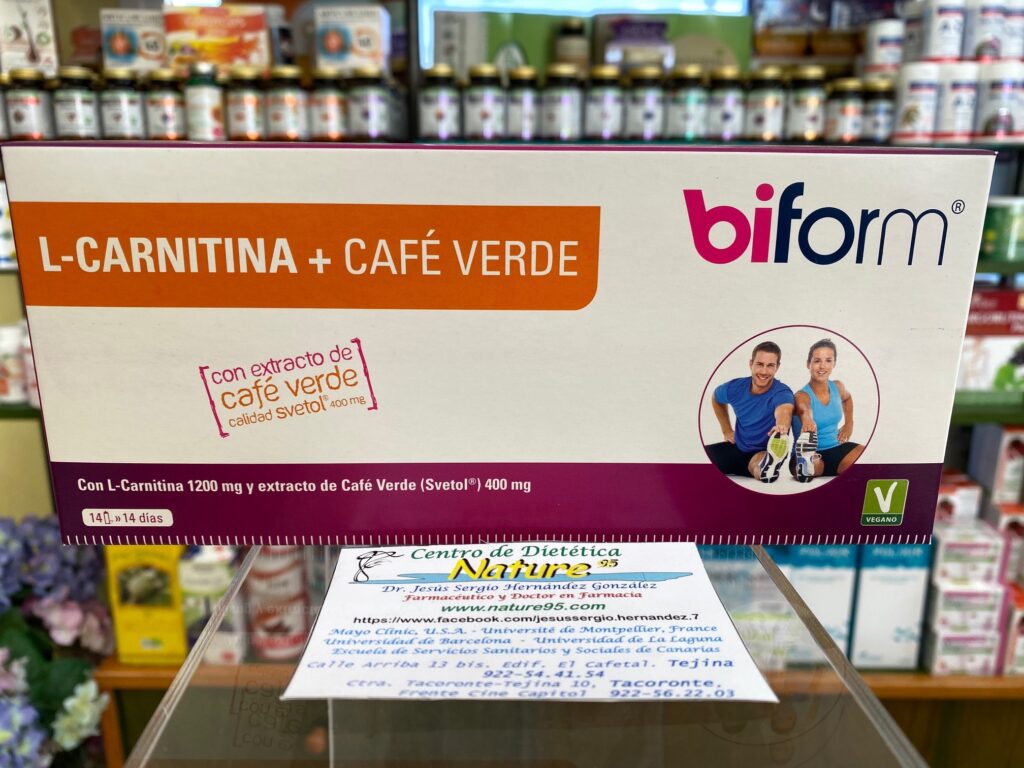 L-CARNITINA + CAFÉ VERDE
biform®
con extracto de
café verde
calidad svetol® 400 mg
Con L-Carnitina 1200 mg y extracto de Café Verde (Svetol®) 400 mg
14 » 14 días
V
VEGANO
Centro de Dietética
Nature 95
Dr. Jesús Sergio Hernández González
Farmacéutico y Doctor en Farmacia
www.nature95.com
https://www.facebook.com/jesussergio.hernandez.7
Mayo Clinic, U.S.A. - Université de Montpellier, France
Universidad de Barcelona - Universidad de La Laguna
Escuela de Servicios Sanitarios y Sociales de Canarias
Calle Arriba 13 bis. Edif. El Cafetal. Tejina
922-54.41.54
Ctra. Tacoronte-Tejina 10, Tacoronte,
Frente Cine Capitol 922-56.22.03